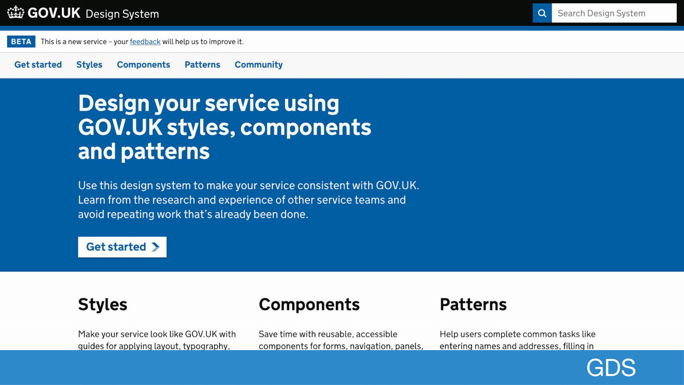 GOV.UK Design System
Search Design System
BETA This is a new service – your feedback will help us to improve it.
Get started Styles Components Patterns Community
Design your service using
GOV.UK styles, components
and patterns
Use this design system to make your service consistent with GOV.UK.
Learn from the research and experience of other service teams and
avoid repeating work that’s already been done.
Get started
Styles
Make your service look like GOV.UK with
guides for applying layout, typography,
Components
Save time with reusable, accessible
components for forms, navigation, panels,
Patterns
Help users complete common tasks like
entering names and addresses, filling in
GDS